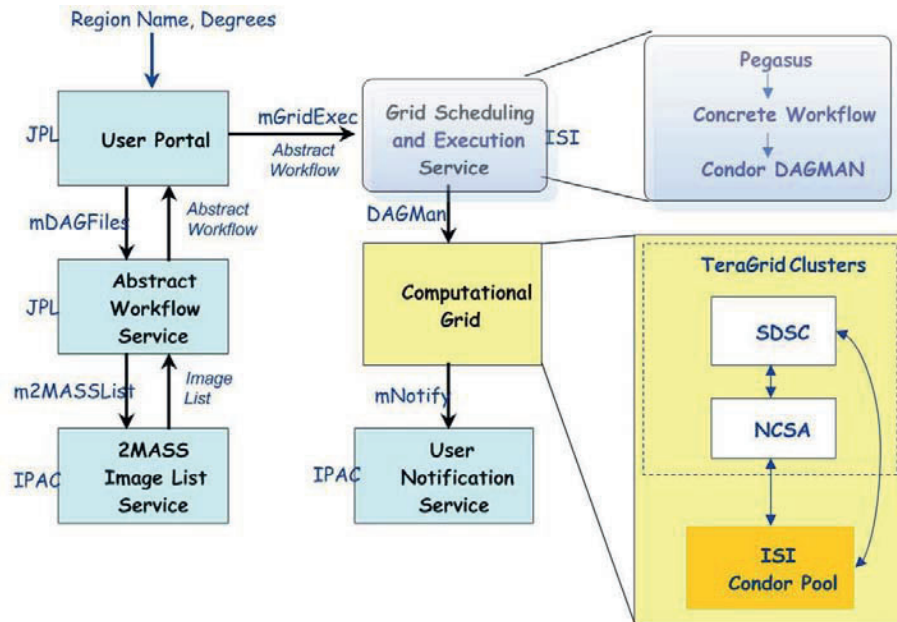 Region Name, Degrees
JPL
User Portal
mGridExec
Abstract
Workflow
Grid Scheduling
and Execution
Service
ISI
Pegasus
Concrete Workflow
Condor DAGMAN
mDAGFiles
Abstract
Workflow
DAGMan
JPL
Abstract
Workflow
Service
Computational
Grid
TeraGrid Clusters
SDSC
NCSA
m2MASSList
Image
List
mNotify
IPAC
2MASS
Image List
Service
IPAC
User
Notification
Service
ISI
Condor Pool